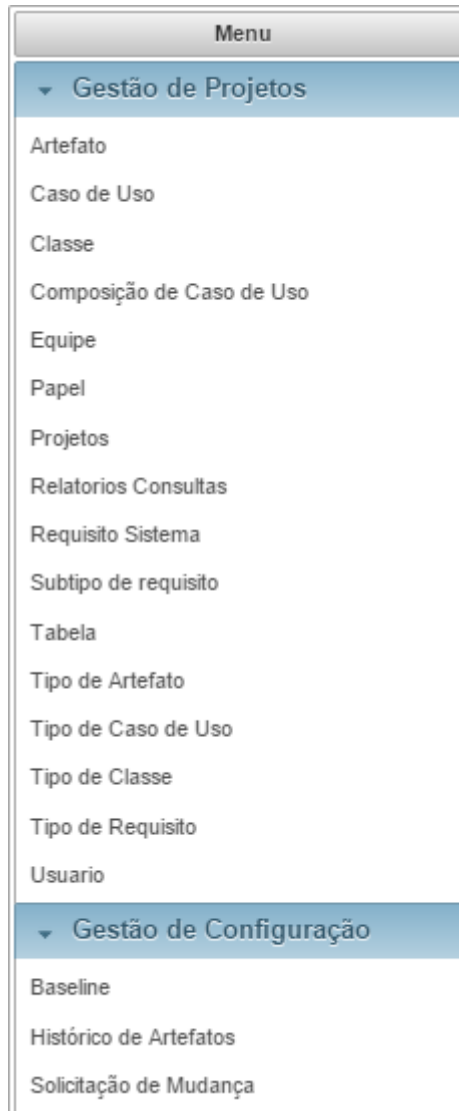 Menu
Gestão de Projetos
Artefato
Caso de Uso
Classe
Composição de Caso de Uso
Equipe
Papel
Projetos
Relatorios Consultas
Requisito Sistema
Subtipo de requisito
Tabela
Tipo de Artefato
Tipo de Caso de Uso
Tipo de Classe
Tipo de Requisito
Usuario
Gestão de Configuração
Baseline
Histórico de Artefatos
Solicitação de Mudança